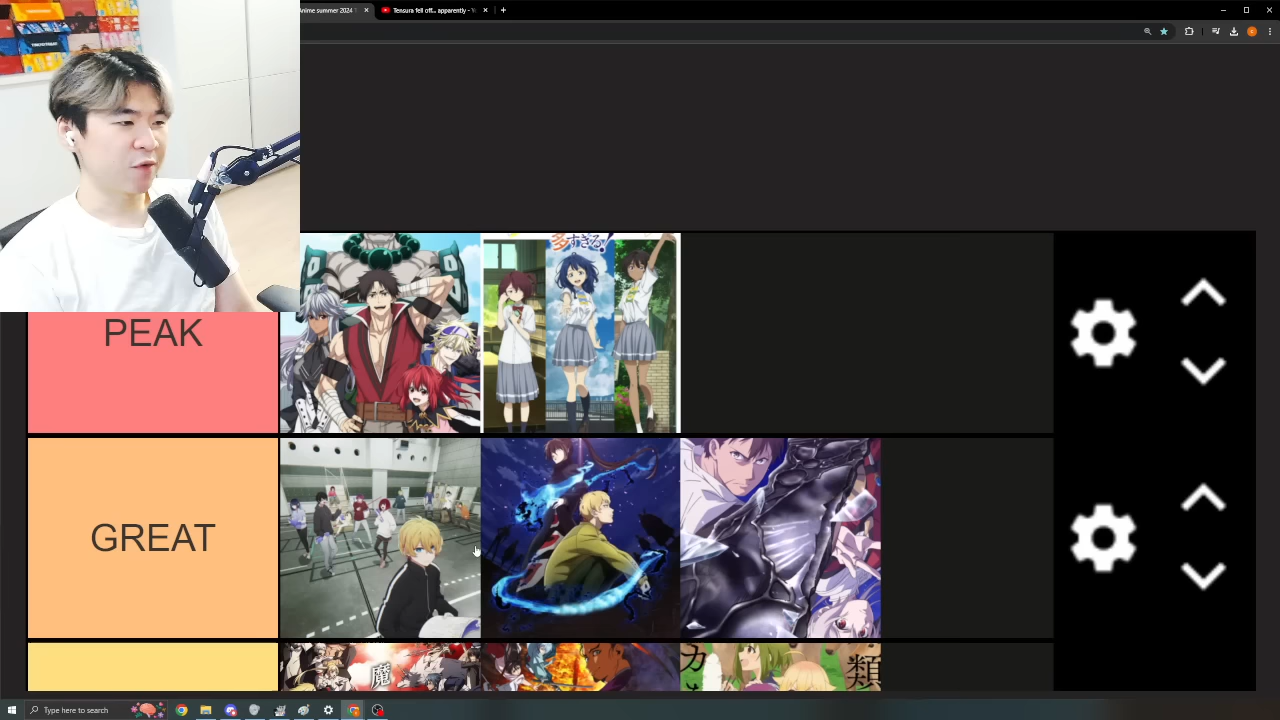 Anime summer 2024 T
Tensura fell off... apparently - Yo
多すぎる!
PEAK
GREAT
魔
カ
類
Type here to search